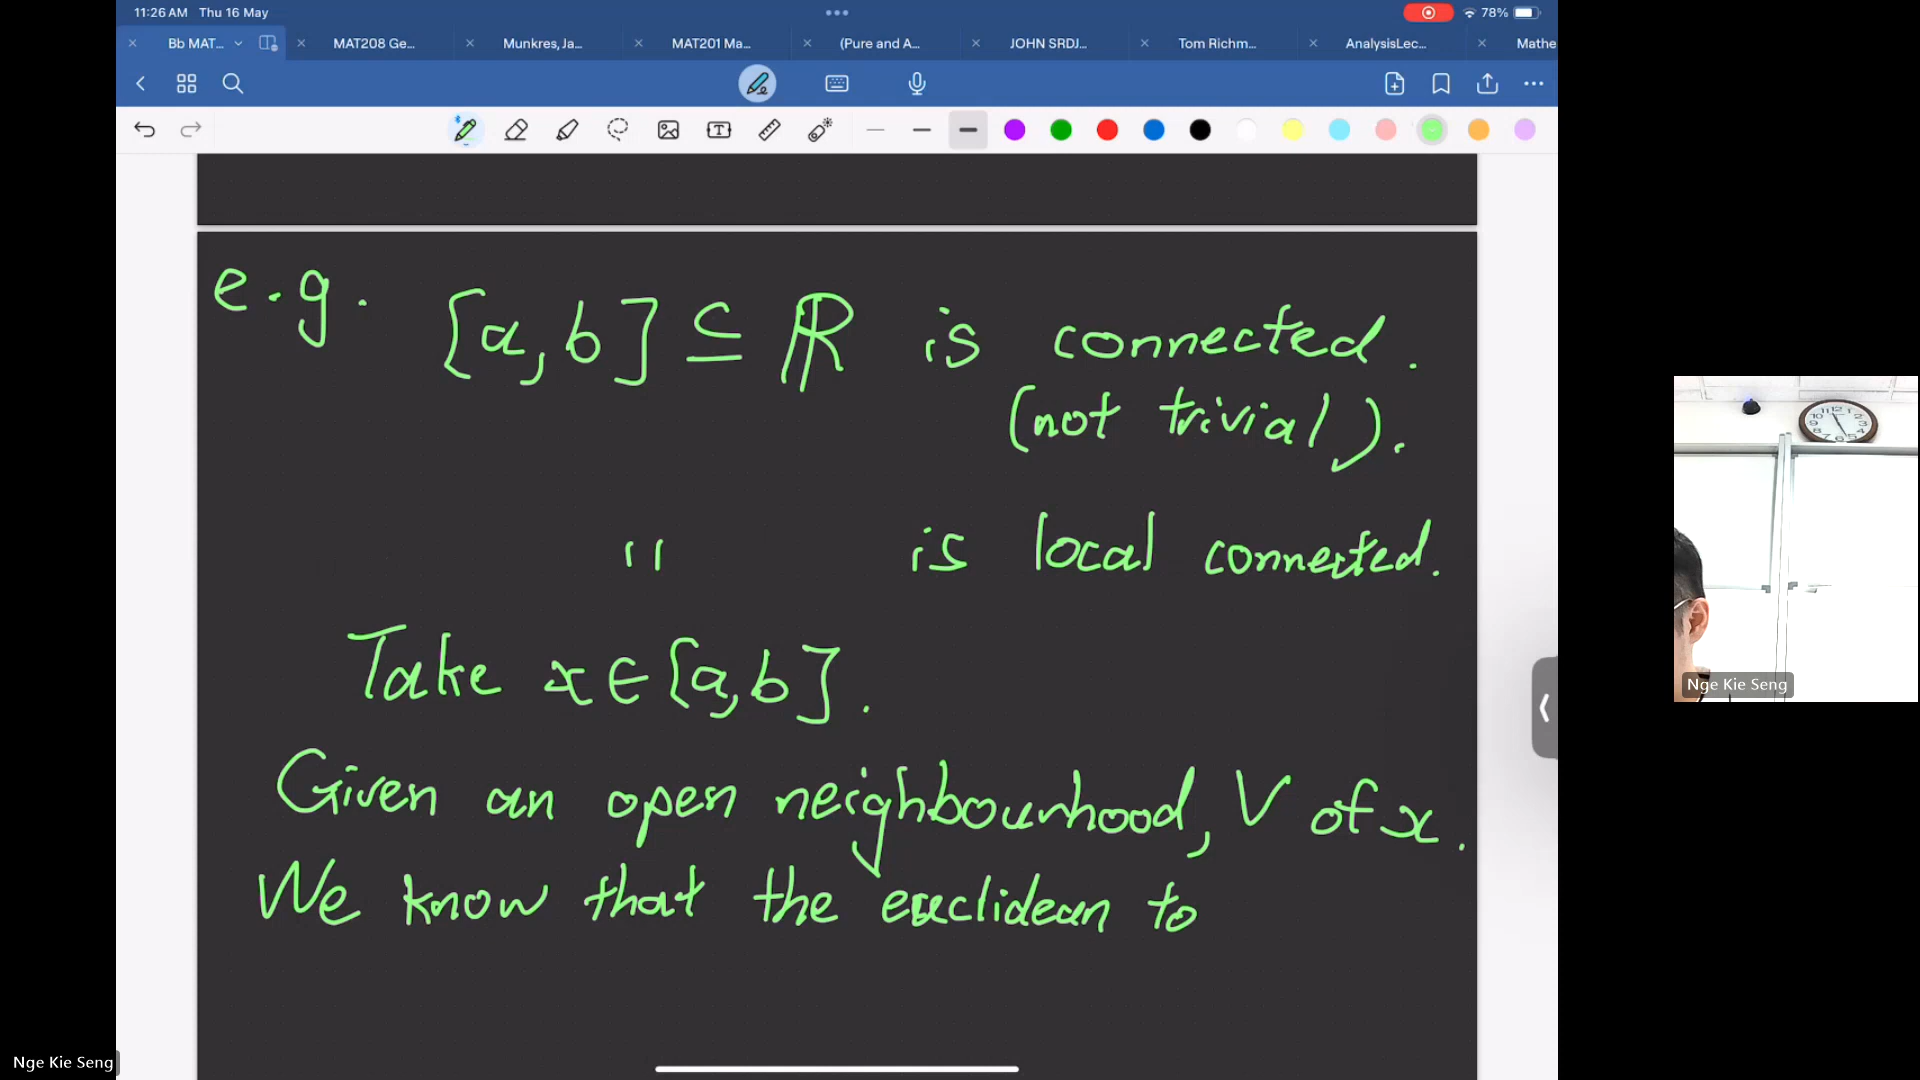 11:26 AM Thu 16 May
78%
Bb MAT...
MAT208 Ge...
Munkres, Ja...
MAT201 Ma...
(Pure and A...
JOHN SRDJ...
Tom Richm...
AnalysisLec...
Mathe
e.g. [a,b] ⊆ ℝ is connected.
(not trivial).
" is local connected.
Take x ∈ [a,b].
Given an open neighbourhood, V of x.
We know that the euclidean to
Nge Kie Seng
Nge Kie Seng